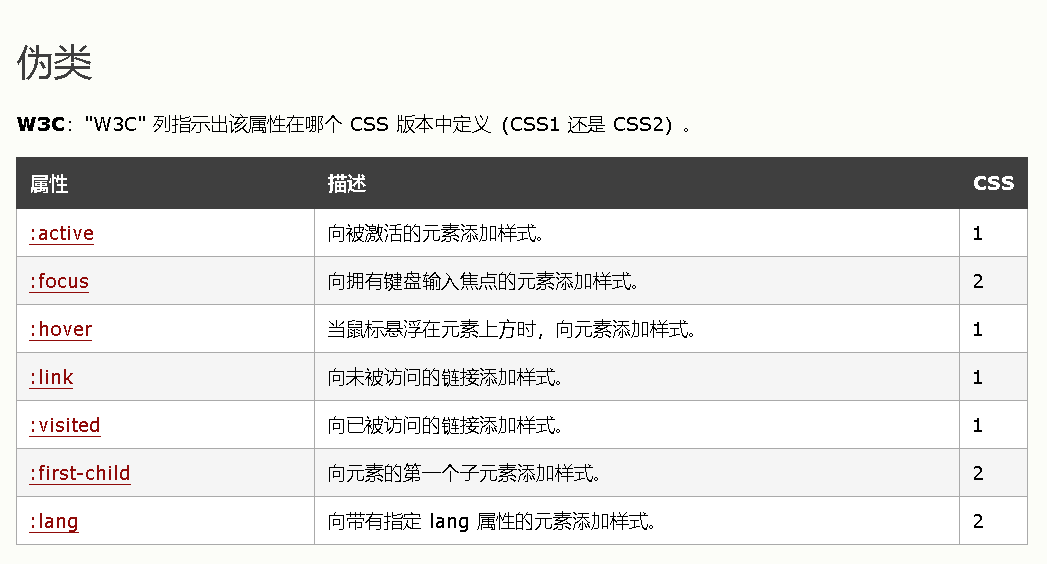 伪类
W3C："W3C" 列指示出该属性在哪个 CSS 版本中定义（CSS1 还是 CSS2）。
属性 描述 CSS
:active 向被激活的元素添加样式。 1
:focus 向拥有键盘输入焦点的元素添加样式。 2
:hover 当鼠标悬浮在元素上方时，向元素添加样式。 1
:link 向未被访问的链接添加样式。 1
:visited 向已被访问的链接添加样式。 1
:first-child 向元素的第一个子元素添加样式。 2
:lang 向带有指定 lang 属性的元素添加样式。 2